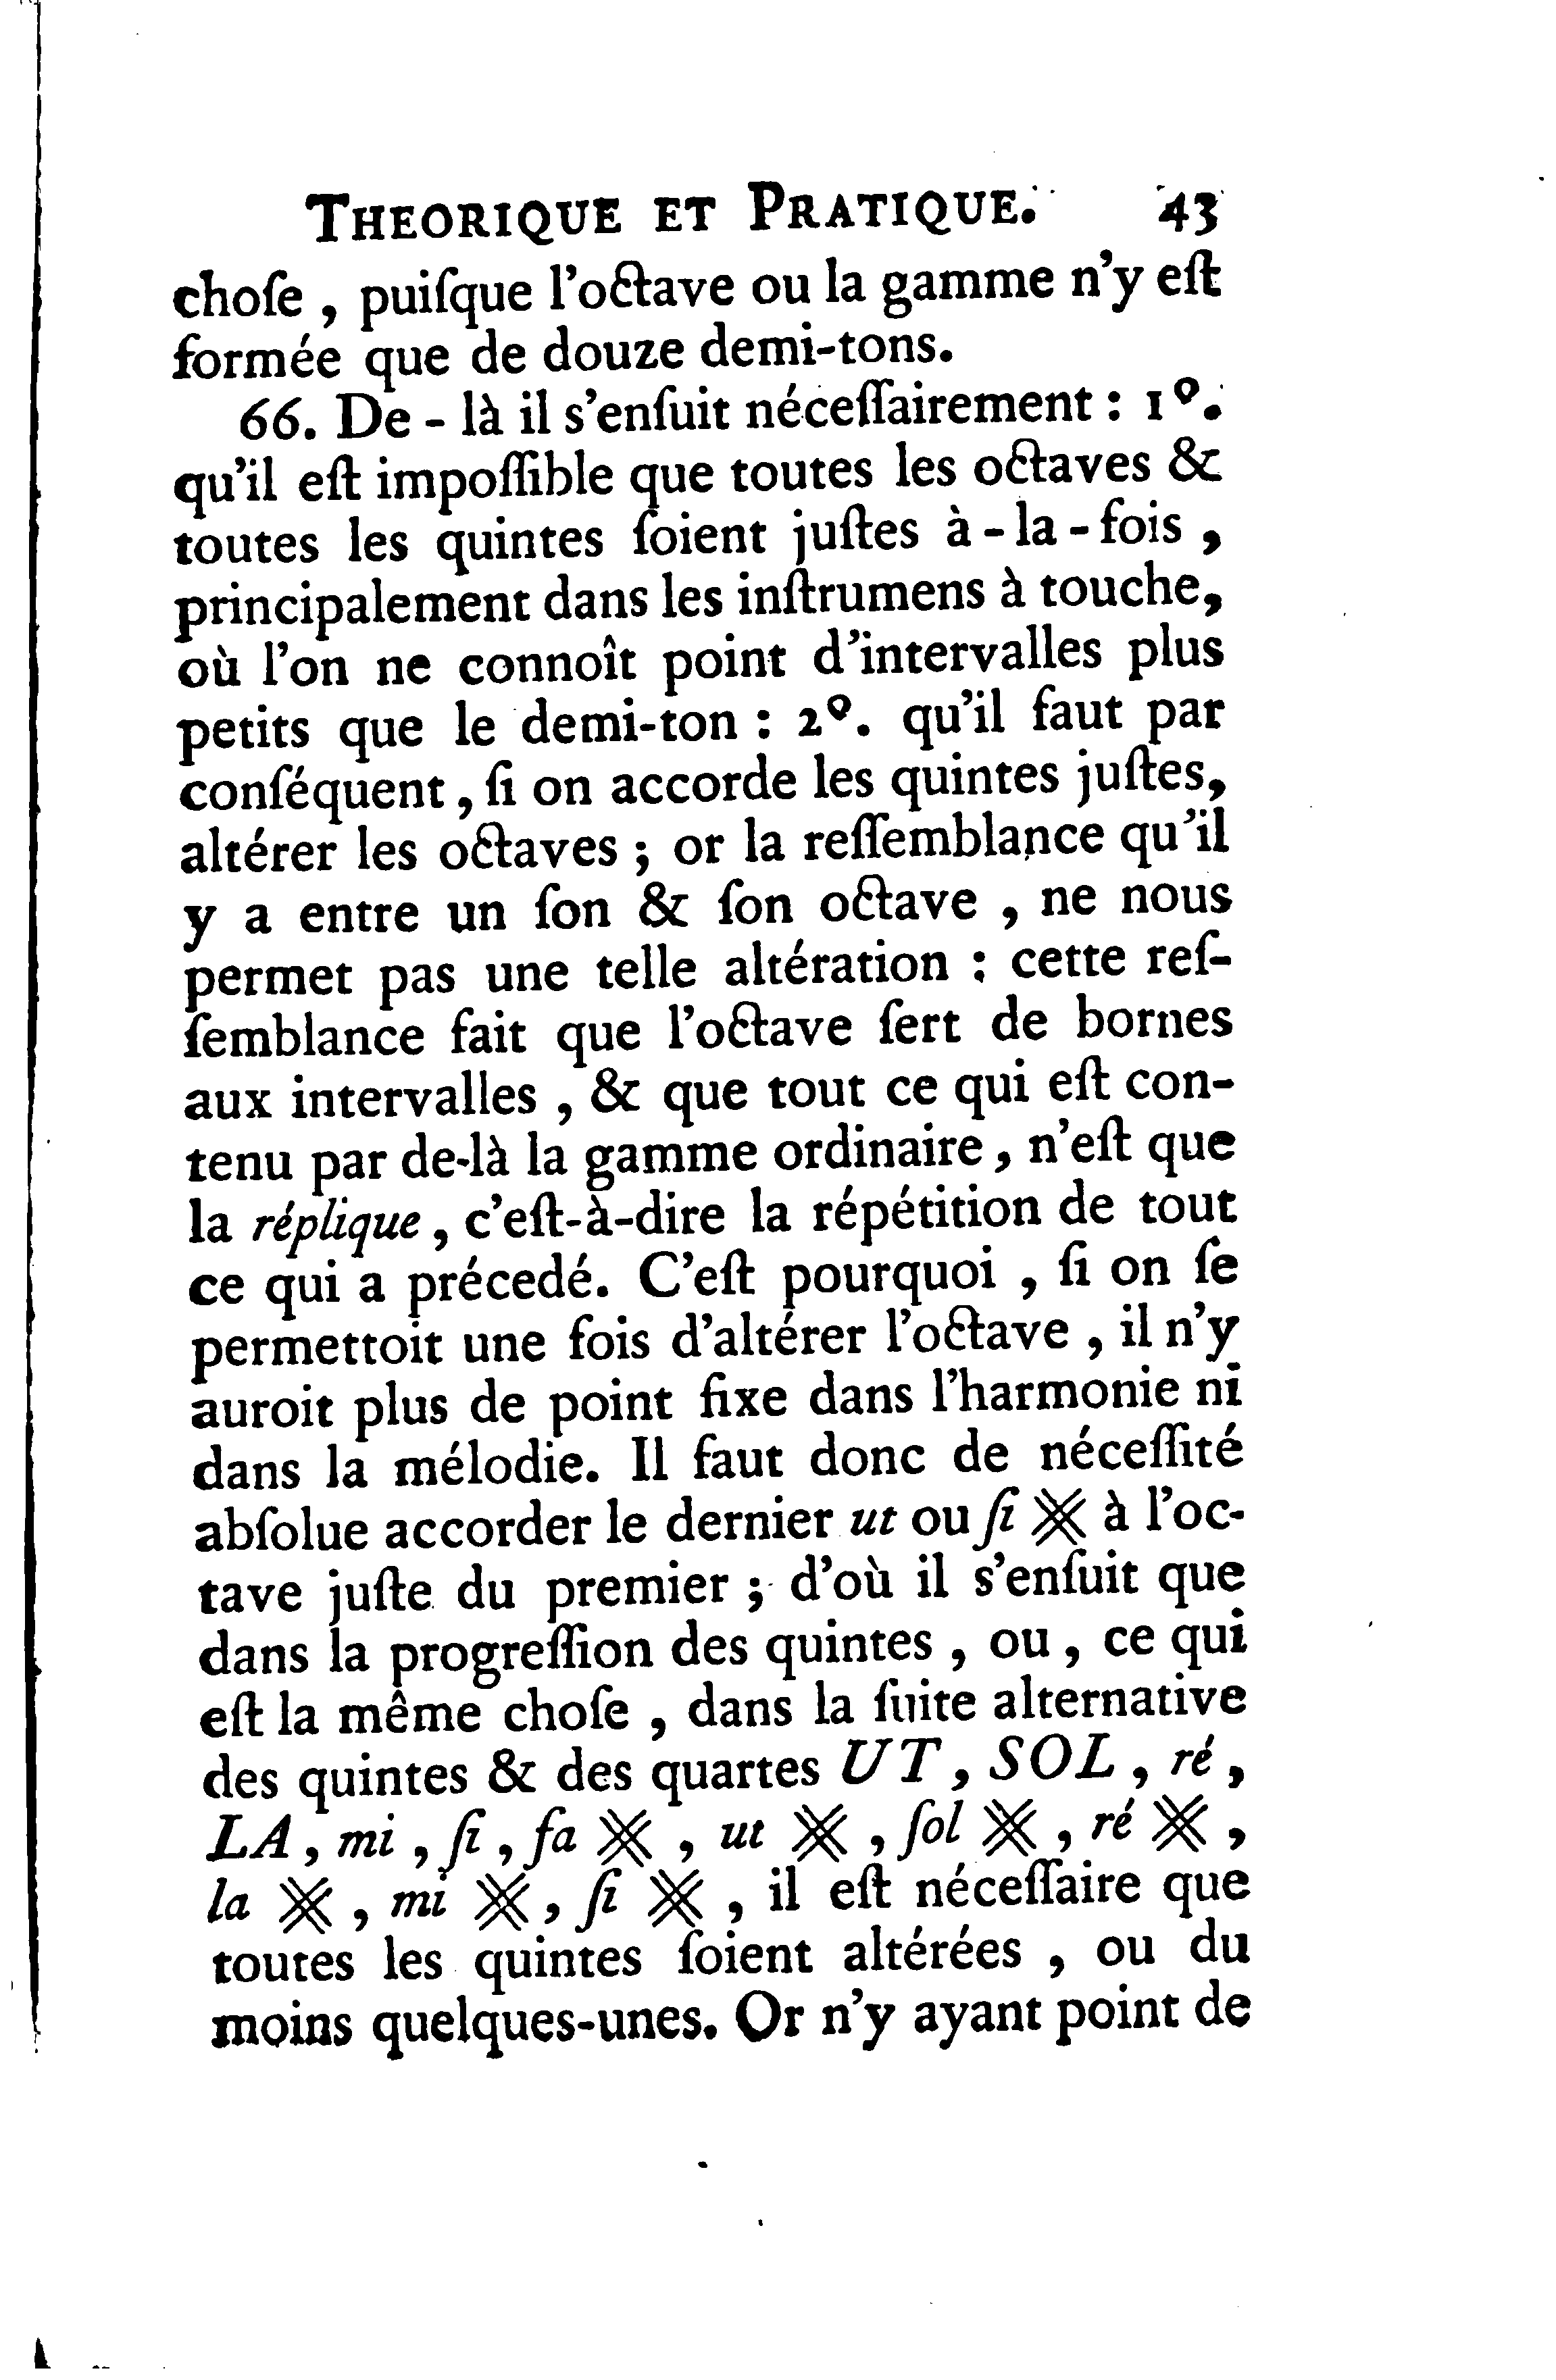 THEORIQUE ET PRATIQUE. 43
choſe , puiſque l'octave ou la gamme n'y eſt
formée que de douze demi-tons.
66. De - là il s'enſuit néceſſairement : 1º.
qu'il eſt impoſſible que toutes les octaves &
toutes les quintes ſoient juſtes à - la - fois ,
principalement dans les inſtrumens à touche,
où l'on ne connoît point d'intervalles plus
petits que le demi-ton : 2º. qu'il faut par
conſéquent, ſi on accorde les quintes juſtes,
altérer les octaves ; or la reſſemblance qu'il
y a entre un ſon & ſon octave , ne nous
permet pas une telle altération : cette reſ-
ſemblance fait que l'octave ſert de bornes
aux intervalles , & que tout ce qui eſt con-
tenu par de-là la gamme ordinaire, n'eſt que
la réplique, c'eſt-à-dire la répétition de tout
ce qui a précedé. C'eſt pourquoi , ſi on ſe
permettoit une fois d'altérer l'octave , il n'y
auroit plus de point fixe dans l'harmonie ni
dans la mélodie. Il faut donc de néceſſité
abſolue accorder le dernier ut ou ſi ※ à l'oc-
tave juſte du premier ; d'où il s'enſuit que
dans la progreſſion des quintes , ou , ce qui
eſt la même choſe , dans la ſuite alternative
des quintes & des quartes UT, SOL, ré,
LA, mi, ſi, fa ※, ut ※, ſol ※, ré ※,
la ※, mi ※, ſi ※, il eſt néceſſaire que
toutes les quintes ſoient altérées , ou du
moins quelques-unes. Or n'y ayant point de